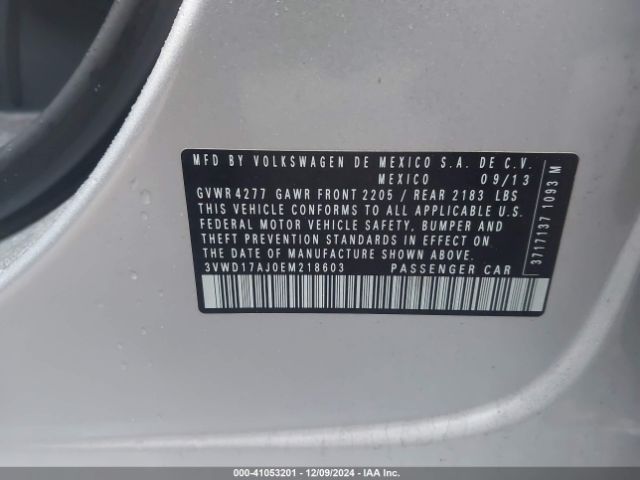 MFD BY VOLKSWAGEN DE MEXICO S.A. DE C.V.
MEXICO 09/13
GVWR 4277 GAWR FRONT 2205 / REAR 2183 LBS
THIS VEHICLE CONFORMS TO ALL APPLICABLE U.S.
FEDERAL MOTOR VEHICLE SAFETY, BUMPER AND
THEFT PREVENTION STANDARDS IN EFFECT ON
THE DATE OF MANUFACTURE SHOWN ABOVE.
3VWD17AJ0EM218603 PASSENGER CAR
3717137 1093 M
000-41053201 - 12/09/2024 - IAAI.COM